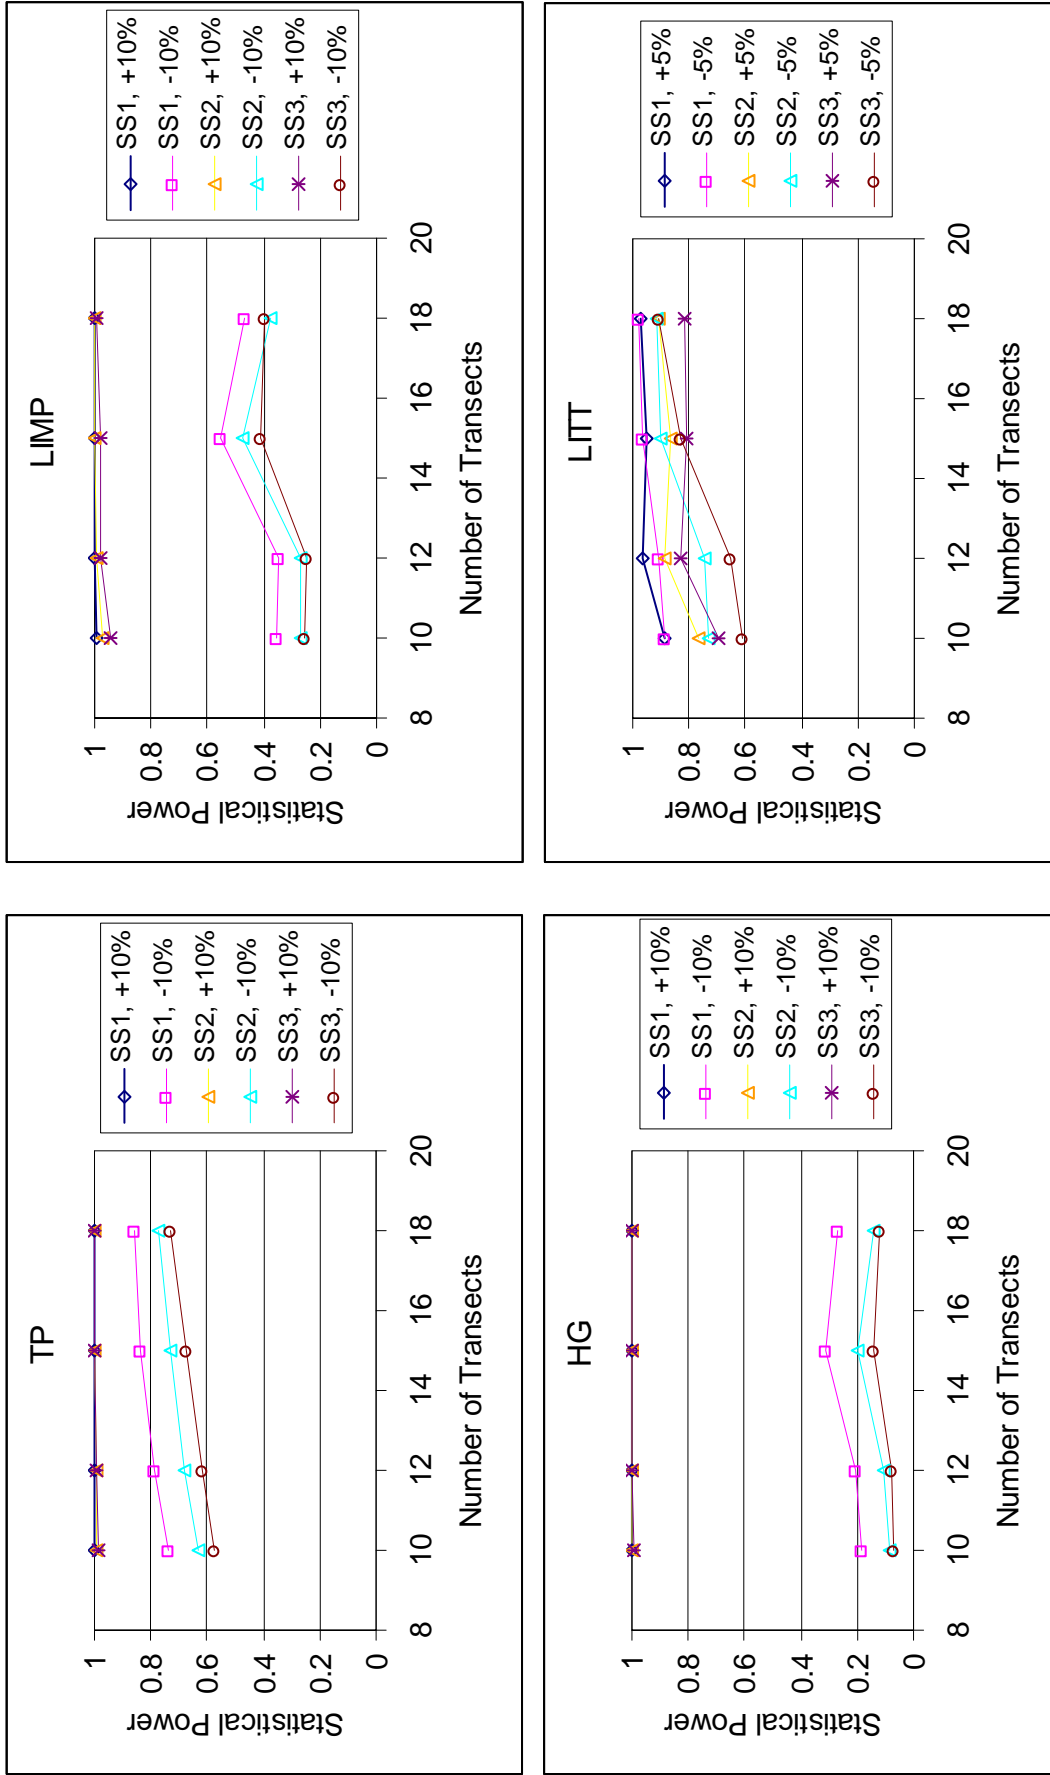 TP
Statistical Power
1
0.8
0.6
0.4
0.2
0
8
10
12
14
16
18
20
Number of Transects
SS1, +10%
SS1, -10%
SS2, +10%
SS2, -10%
SS3, +10%
SS3, -10%
LIMP
Statistical Power
1
0.8
0.6
0.4
0.2
0
8
10
12
14
16
18
20
Number of Transects
SS1, +10%
SS1, -10%
SS2, +10%
SS2, -10%
SS3, +10%
SS3, -10%
HG
Statistical Power
1
0.8
0.6
0.4
0.2
0
8
10
12
14
16
18
20
Number of Transects
SS1, +10%
SS1, -10%
SS2, +10%
SS2, -10%
SS3, +10%
SS3, -10%
LITT
Statistical Power
1
0.8
0.6
0.4
0.2
0
8
10
12
14
16
18
20
Number of Transects
SS1, +5%
SS1, -5%
SS2, +5%
SS2, -5%
SS3, +5%
SS3, -5%